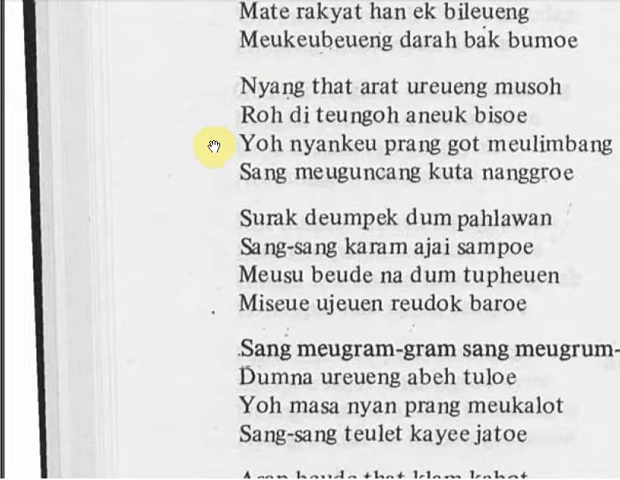 Mate rakyat han ek bileueng
Meukeubeueng darah bak bumoe
Nyang that arat ureueng musoh
Roh di teungoh aneuk bisoe
Yoh nyankeu prang got meulimbang
Sang meuguncang kuta nanggroe
Surak deumpek dum pahlawan
Sang-sang karam ajai sampoe
Meusu beude na dum tupheuen
Miseue ujeuen reudok baroe
Sang meugram-gram sang meugrum-
Dumna ureueng abeh tuloe
Yoh masa nyan prang meukalot
Sang-sang teulet kayee jatoe